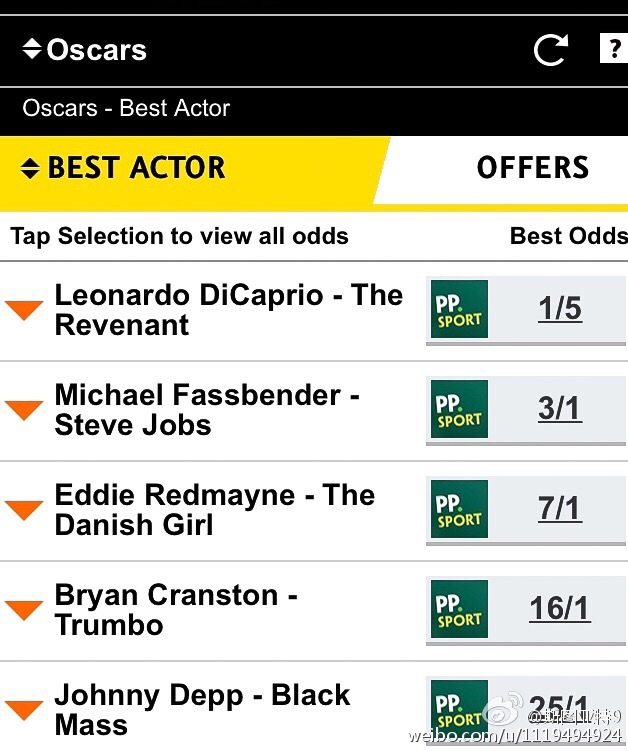 Oscars
?
Oscars - Best Actor
BEST ACTOR
OFFERS
Tap Selection to view all odds
Best Odds
Leonardo DiCaprio - The
Revenant
PP.
SPORT
1/5
Michael Fassbender -
Steve Jobs
PP.
SPORT
3/1
Eddie Redmayne - The
Danish Girl
PP.
SPORT
7/1
Bryan Cranston -
Trumbo
PP.
SPORT
16/1
Johnny Depp - Black
Mass
PP.
SPORT
25/1
weibo.com/u/1119494924